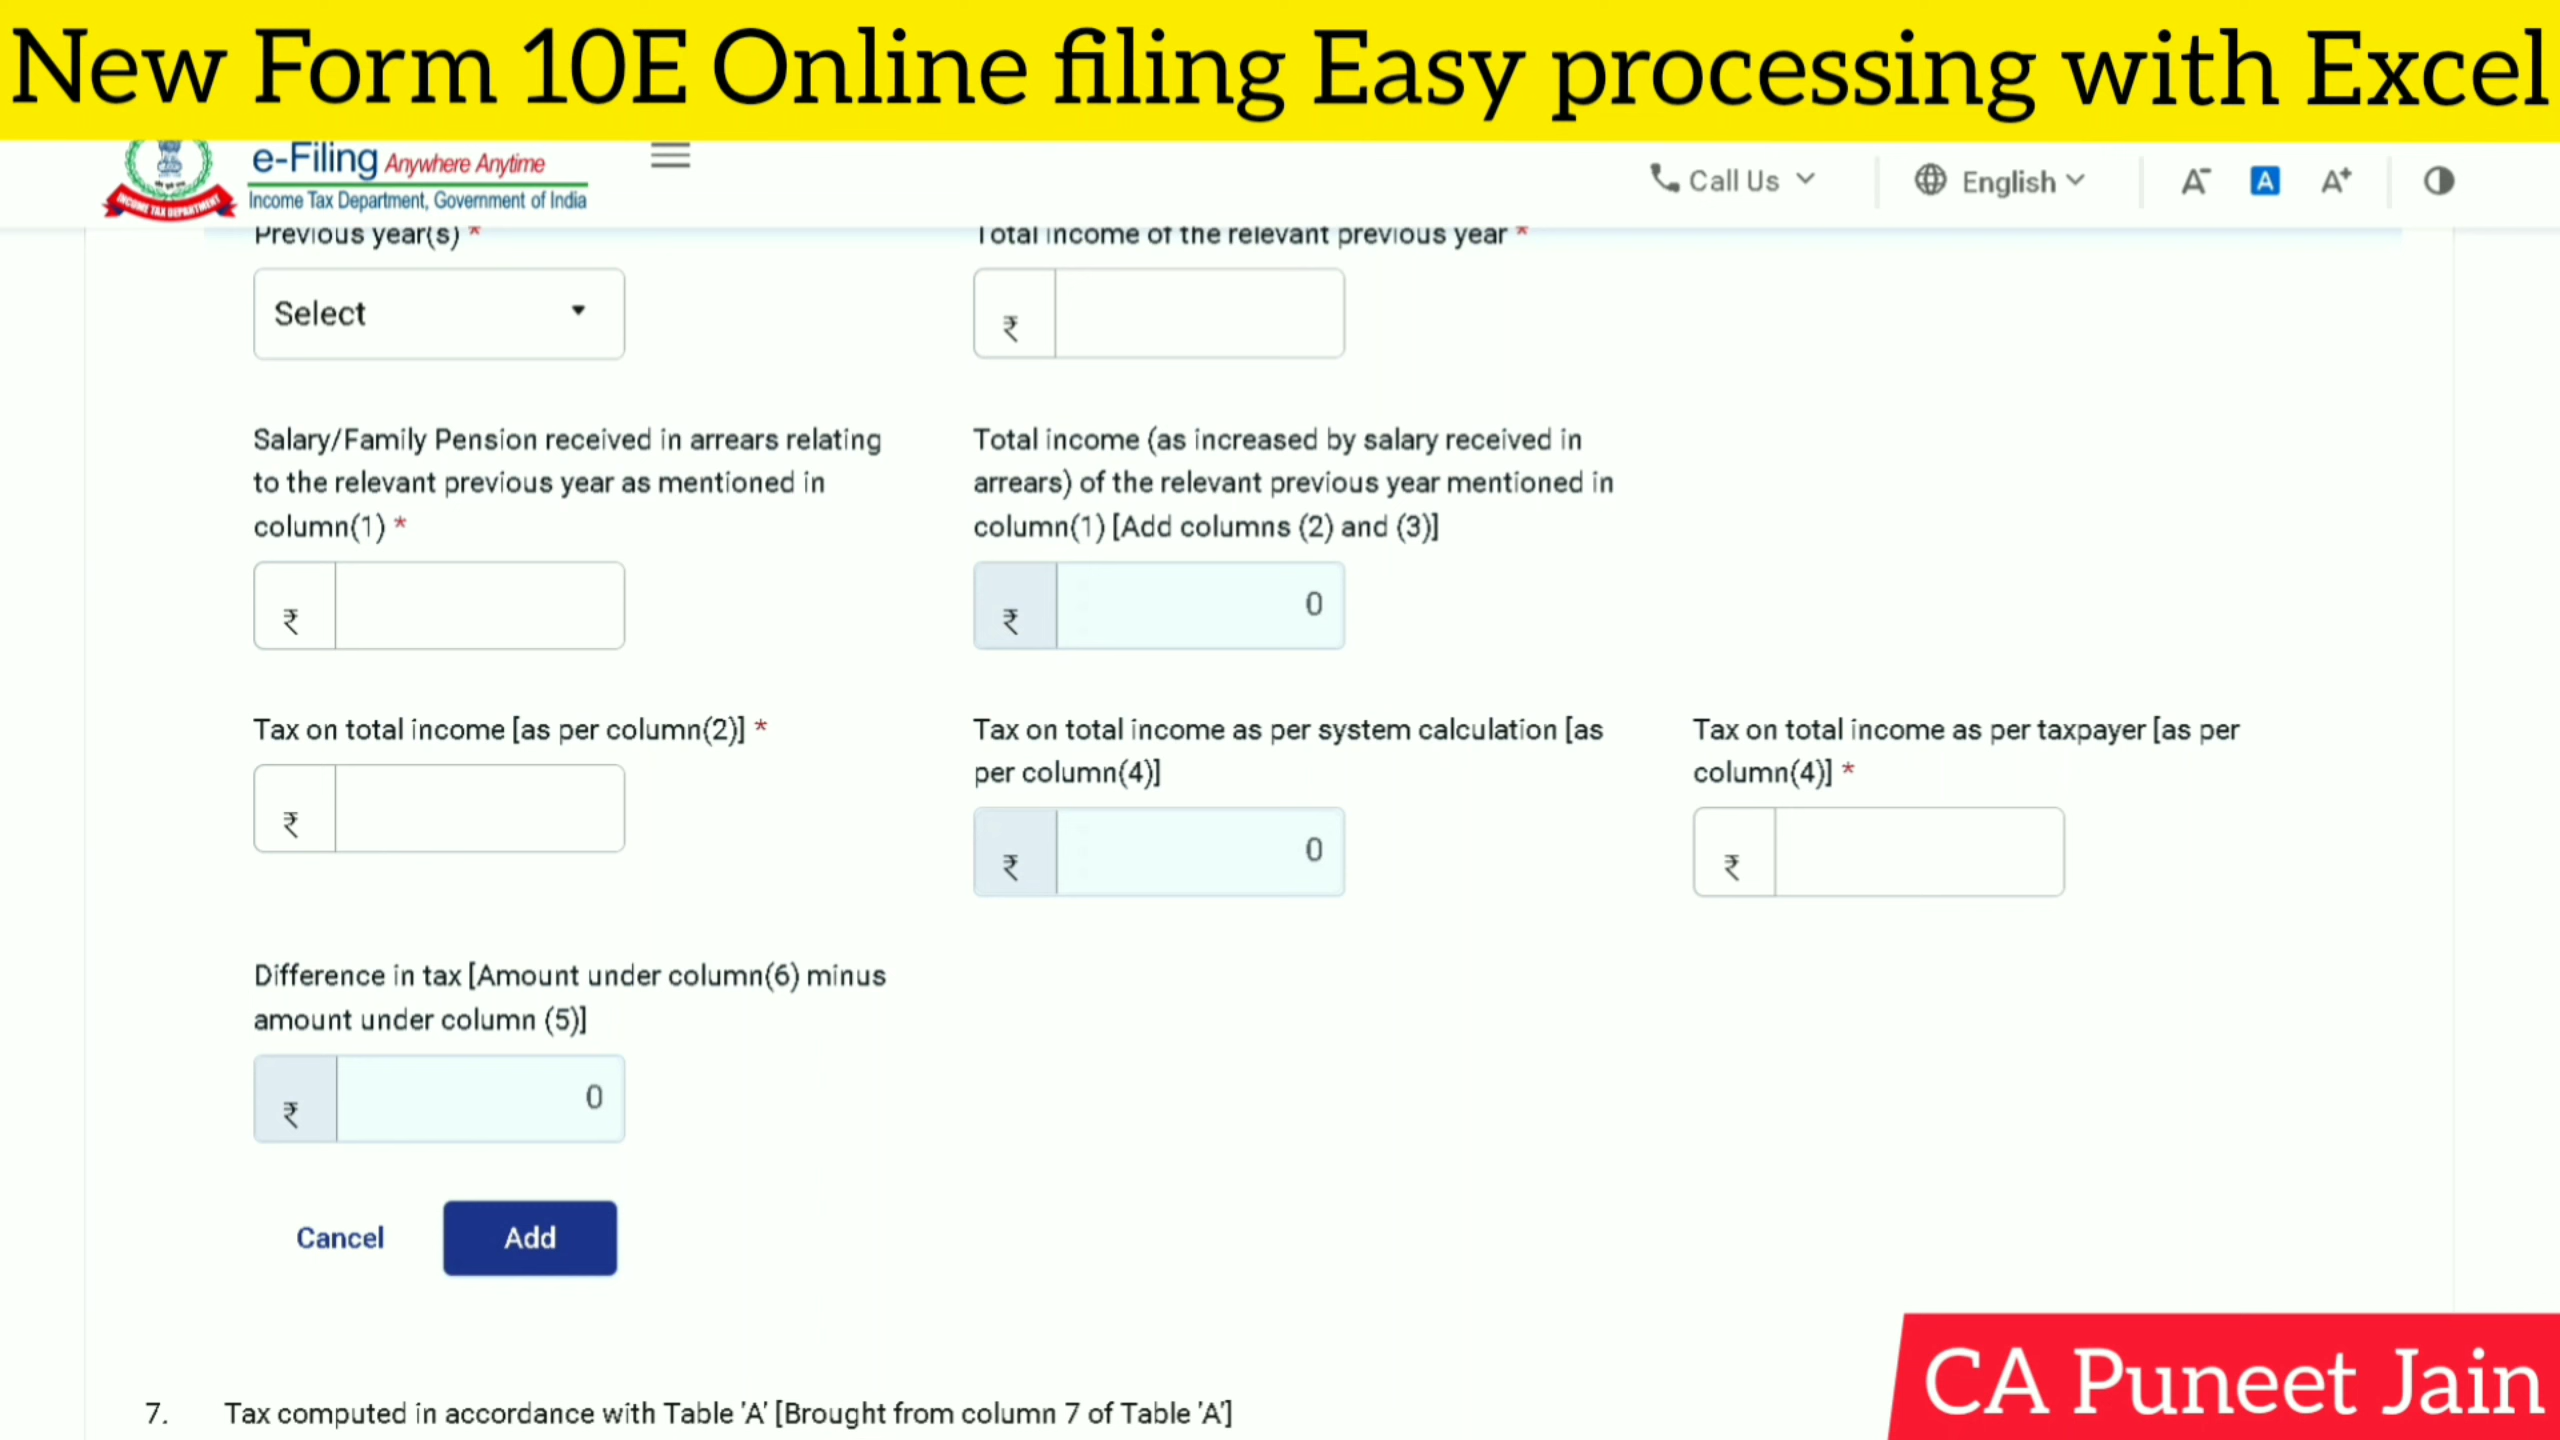 New Form 10E Online filing Easy processing with Excel
e-Filing Anywhere Anytime
Income Tax Department, Government of India
INCOME TAX DEPARTMENT
Call Us
English
A-
A
A+
Previous year(s) *
Total income of the relevant previous year *
Select
₹
Salary/Family Pension received in arrears relating
to the relevant previous year as mentioned in
column(1) *
₹
Total income (as increased by salary received in
arrears) of the relevant previous year mentioned in
column(1) [Add columns (2) and (3)]
₹ 0
Tax on total income [as per column(2)] *
₹
Tax on total income as per system calculation [as
per column(4)]
₹ 0
Tax on total income as per taxpayer [as per
column(4)] *
₹
Difference in tax [Amount under column(6) minus
amount under column (5)]
₹ 0
Cancel
Add
7. Tax computed in accordance with Table 'A' [Brought from column 7 of Table 'A']
CA Puneet Jain